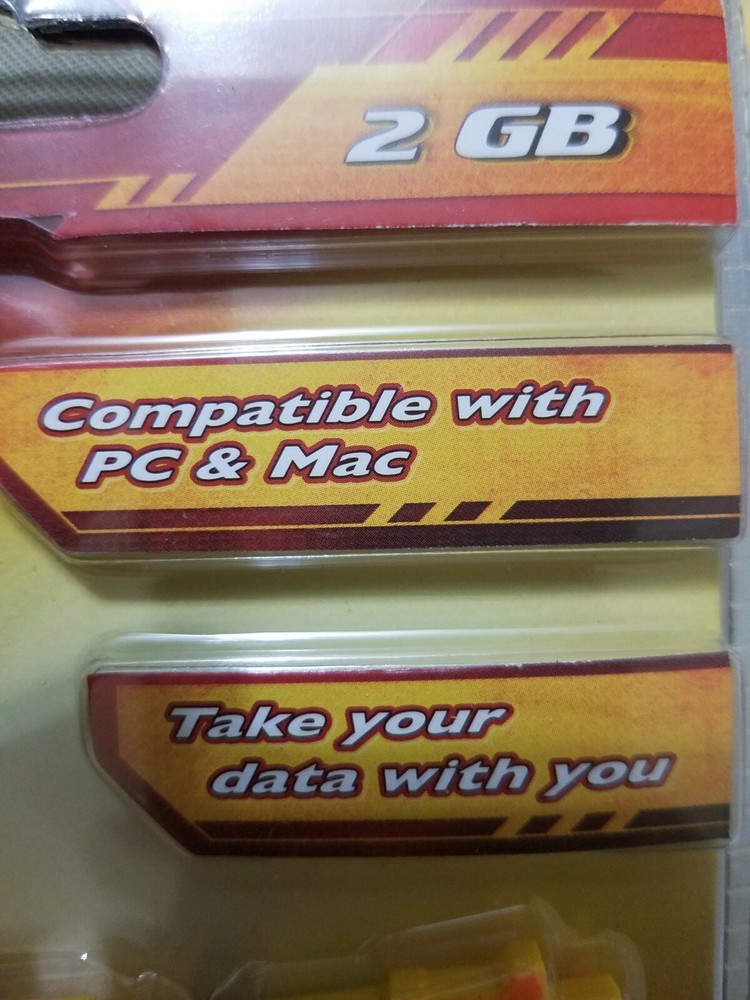 2 GB
Compatible with
PC & Mac
Take your
data with you